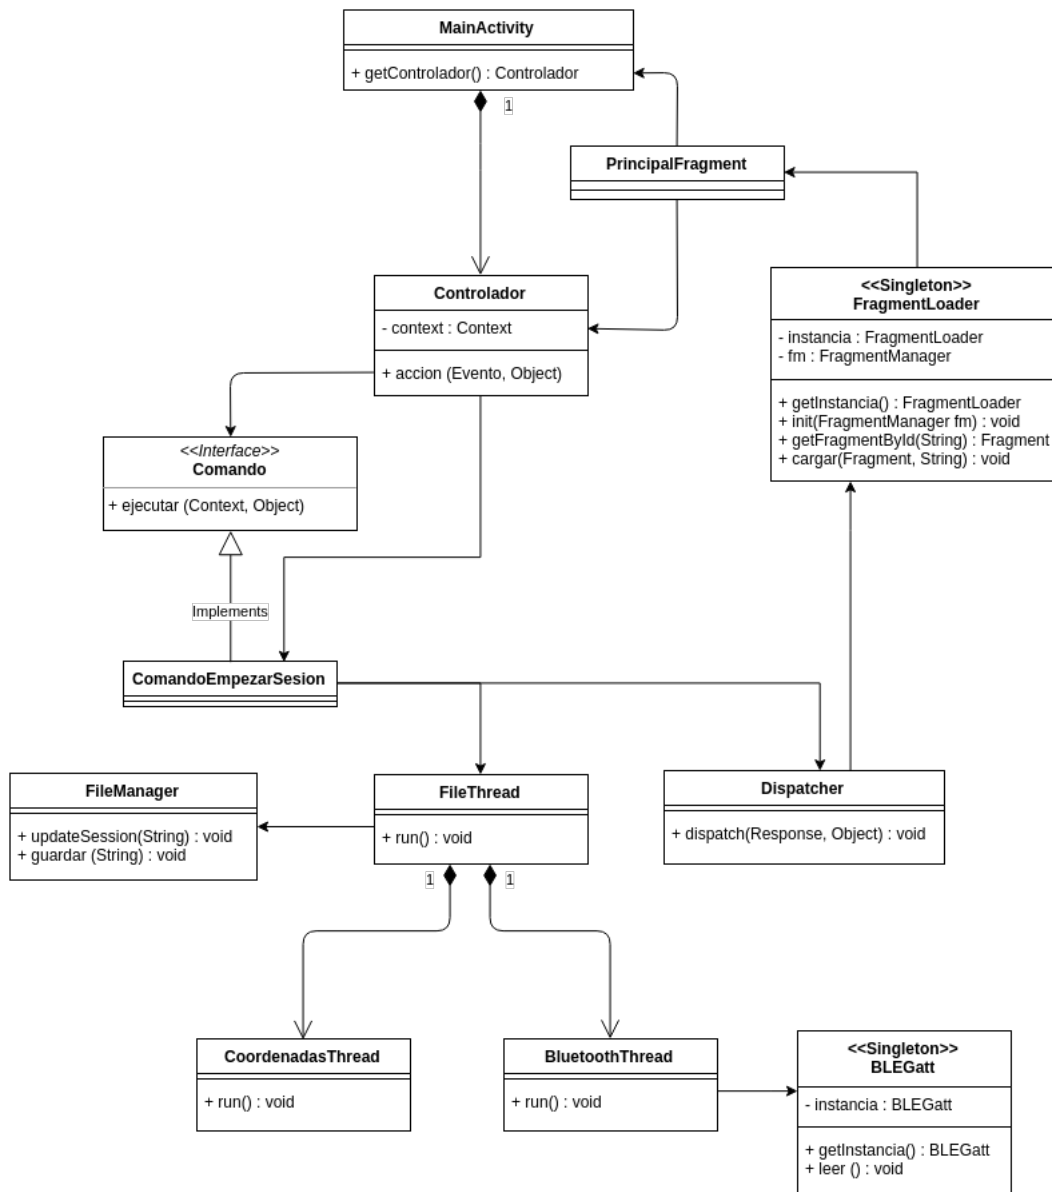 MainActivity
+ getControlador() : Controlador
1
PrincipalFragment
<<Singleton>>
FragmentLoader
- instancia : FragmentLoader
- fm : FragmentManager
+ getInstancia() : FragmentLoader
+ init(FragmentManager fm) : void
+ getFragmentById(String) : Fragment
+ cargar(Fragment, String) : void
Controlador
- context : Context
+ accion (Evento, Object)
<<Interface>>
Comando
+ ejecutar (Context, Object)
Implements
ComandoEmpezarSesion
FileManager
+ updateSession(String) : void
+ guardar (String) : void
FileThread
+ run() : void
Dispatcher
+ dispatch(Response, Object) : void
1
1
CoordenadasThread
+ run() : void
BluetoothThread
+ run() : void
<<Singleton>>
BLEGatt
- instancia : BLEGatt
+ getInstancia() : BLEGatt
+ leer () : void